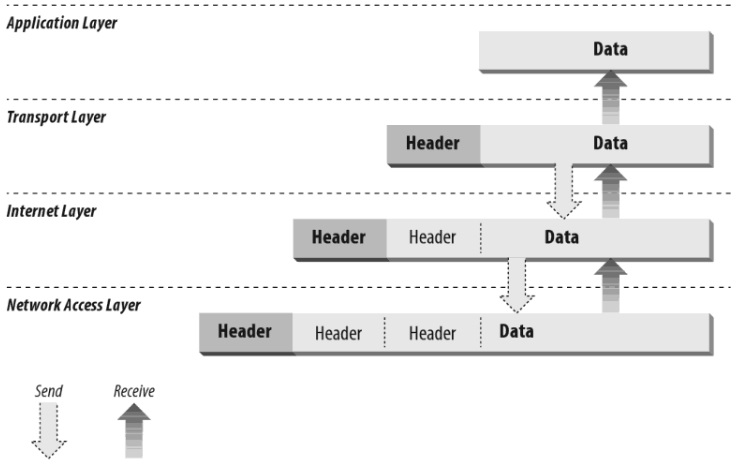 Application Layer
Data
Transport Layer
Header Data
Internet Layer
Header Header Data
Network Access Layer
Header Header Header Data
Send Receive